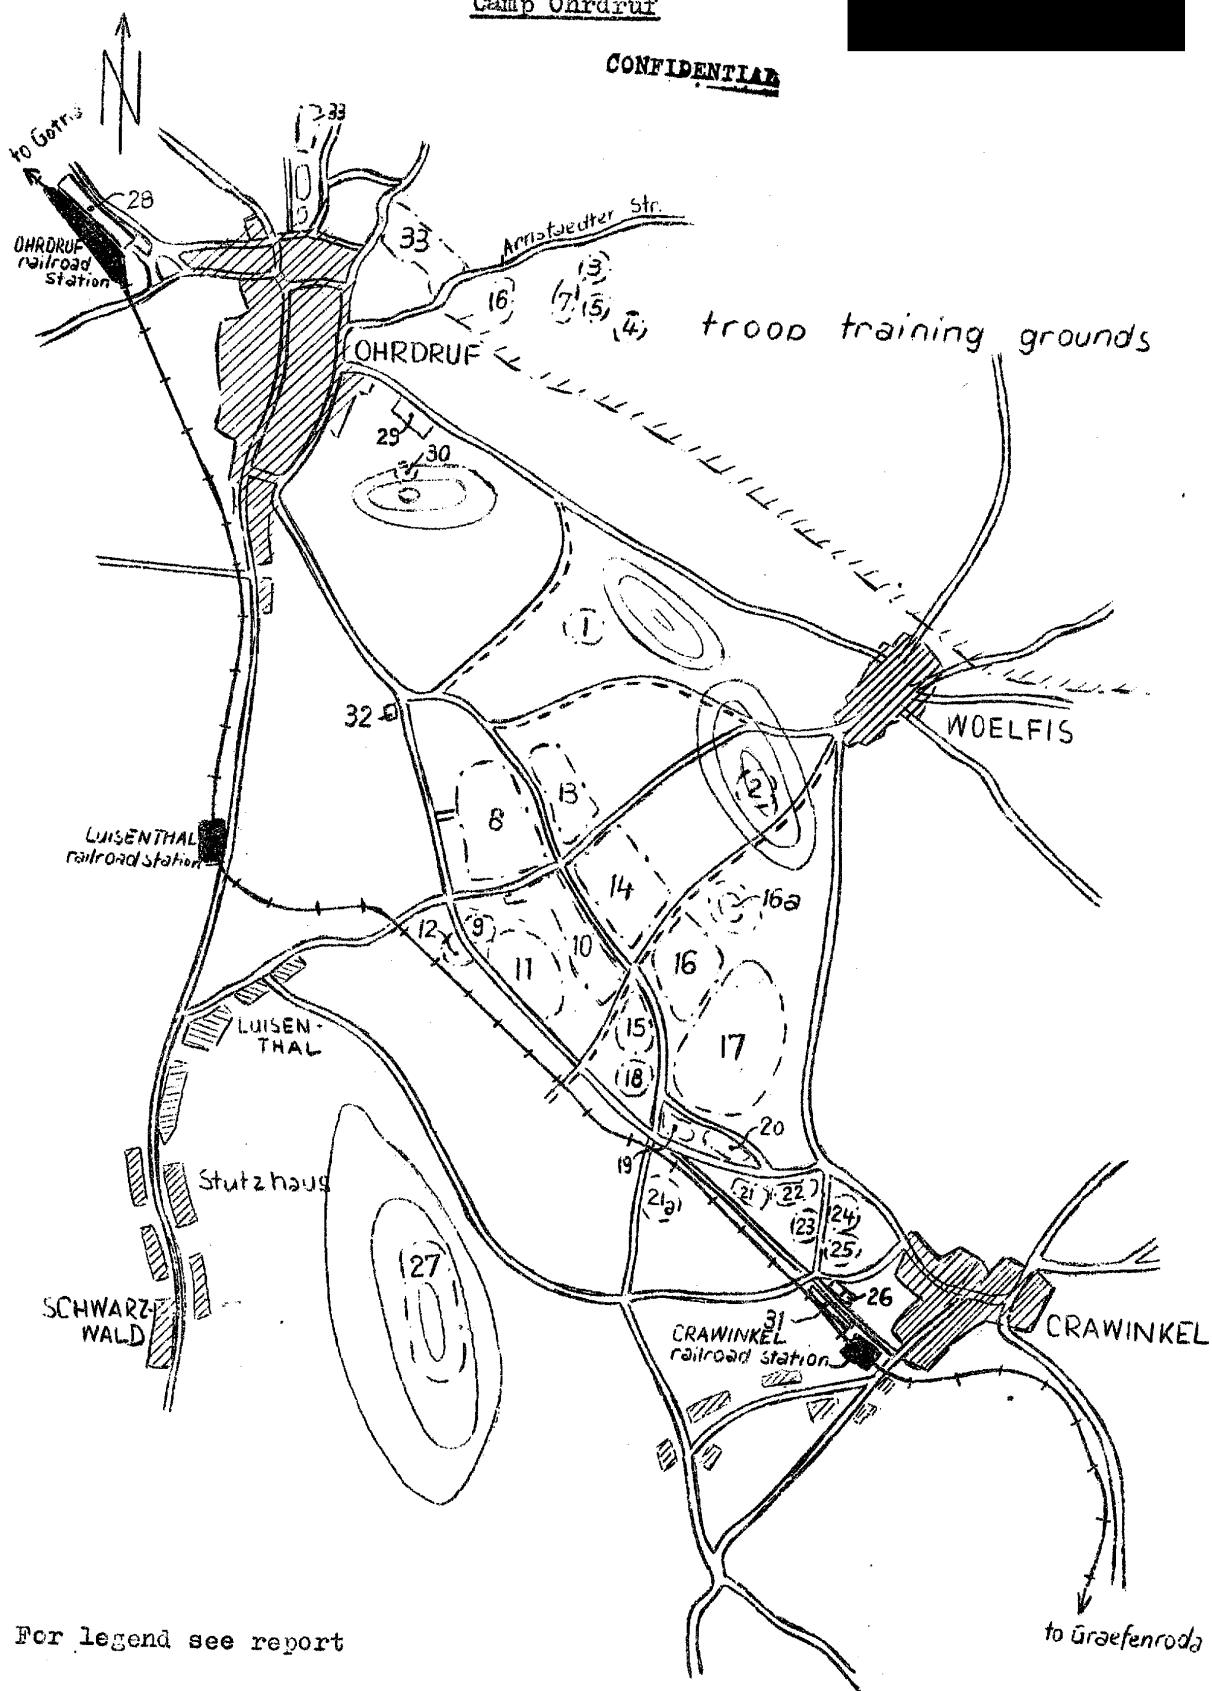 Camp Ohrdruf
CONFIDENTIAL
N
to Gotha
33
28
OHRDRUF
railroad
station
33
Arnstaedter Str.
16
3
7
5
4
troop training grounds
OHRDRUF
29
30
1
32
WOELFIS
2
13
8
LUISENTHAL
railroad station
14
16a
12
9
10
11
16
LUISEN-
THAL
15
17
18
20
19
Stutzhaus
21a
21
22
23
24
25
27
26
SCHWARZ-
WALD
31
CRAWINKEL
railroad station
CRAWINKEL
For legend see report
to Graefenroda